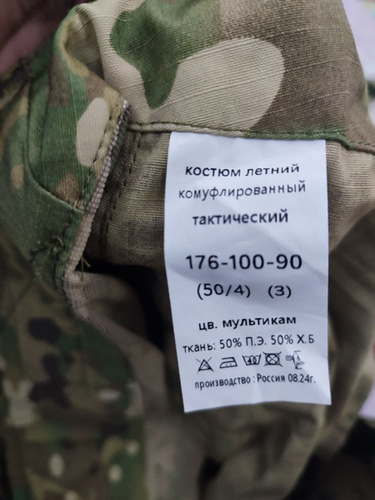 костюм летний
комуфлированный
тактический
176-100-90
(50/4) (3)
цв. мультикам
ткань: 50% П.Э. 50% Х.Б
производство: Россия 08.24г.